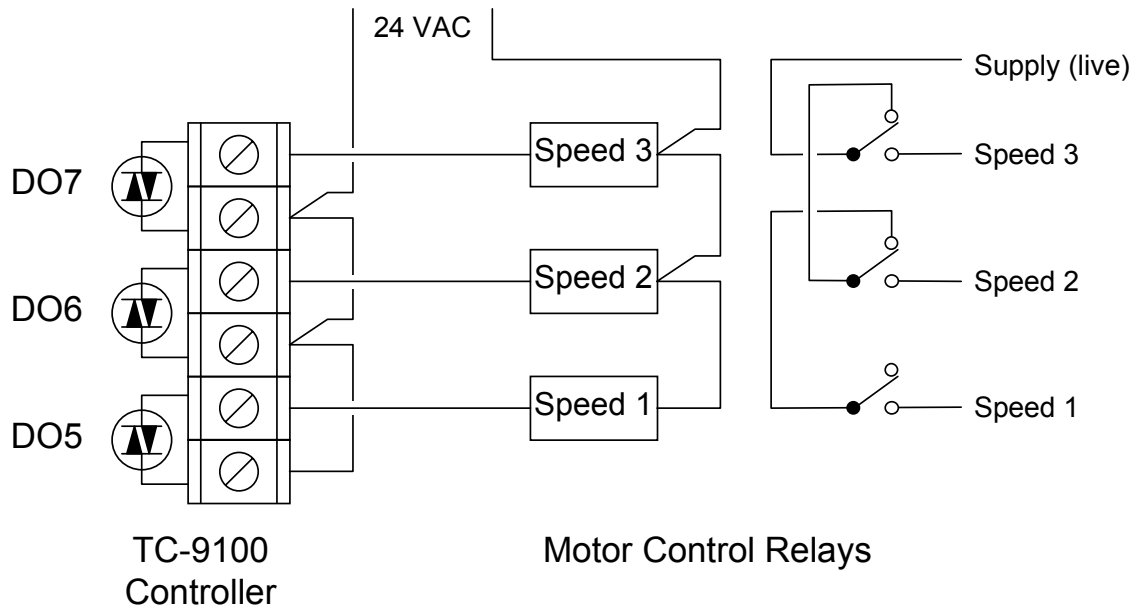 24 VAC
Supply (live)
DO7
Speed 3
Speed 3
DO6
Speed 2
Speed 2
DO5
Speed 1
Speed 1
TC-9100
Controller
Motor Control Relays